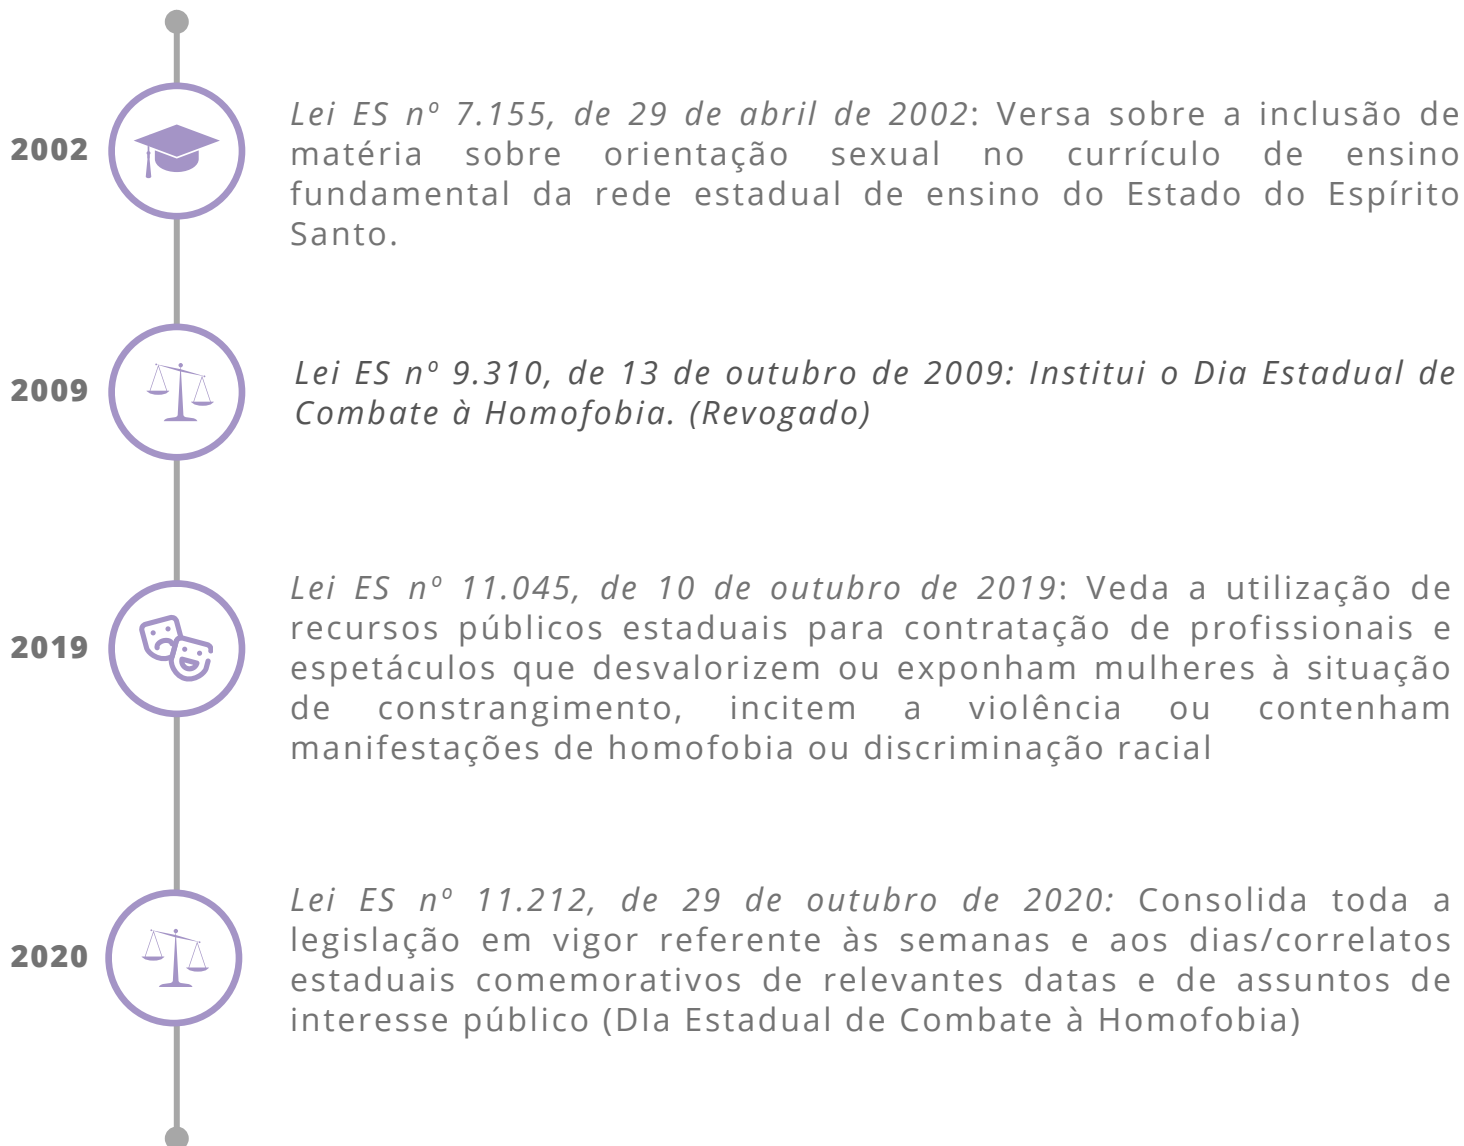 2002
Lei ES nº 7.155, de 29 de abril de 2002: Versa sobre a inclusão de
matéria sobre orientação sexual no currículo de ensino
fundamental da rede estadual de ensino do Estado do Espírito
Santo.
2009
Lei ES nº 9.310, de 13 de outubro de 2009: Institui o Dia Estadual de
Combate à Homofobia. (Revogado)
2019
Lei ES nº 11.045, de 10 de outubro de 2019: Veda a utilização de
recursos públicos estaduais para contratação de profissionais e
espetáculos que desvalorizem ou exponham mulheres à situação
de constrangimento, incitem a violência ou contenham
manifestações de homofobia ou discriminação racial
2020
Lei ES nº 11.212, de 29 de outubro de 2020: Consolida toda a
legislação em vigor referente às semanas e aos dias/correlatos
estaduais comemorativos de relevantes datas e de assuntos de
interesse público (DIa Estadual de Combate à Homofobia)